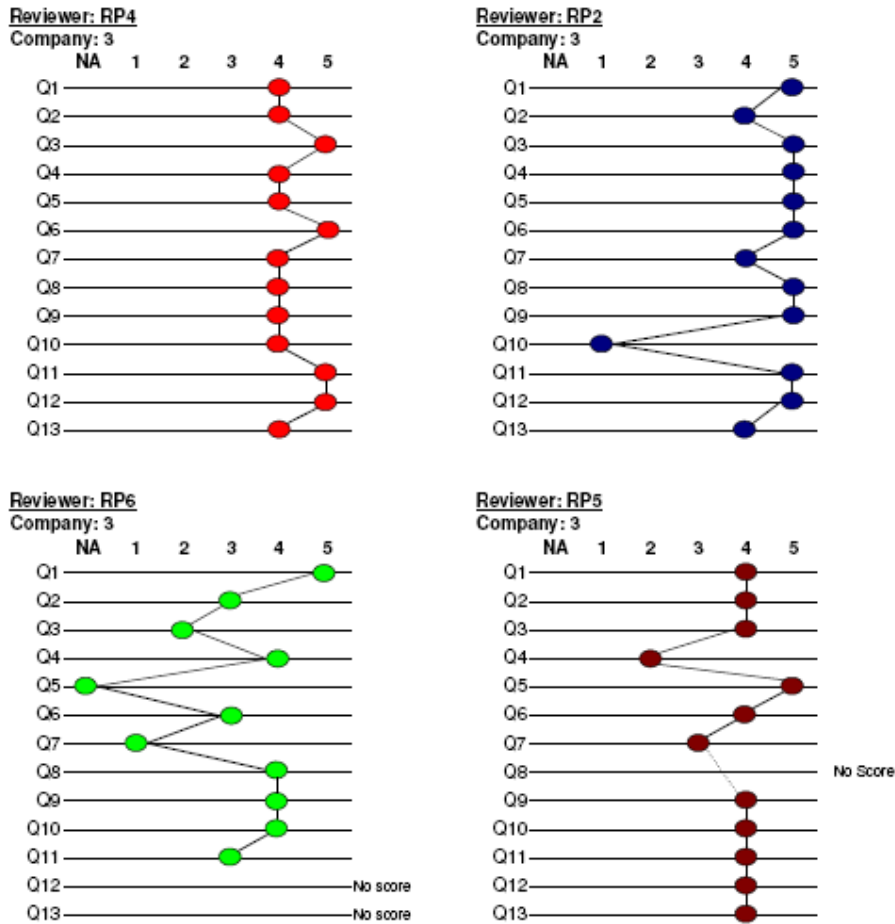 Reviewer: RP4
Company: 3
NA 1 2 3 4 5
Q1
Q2
Q3
Q4
Q5
Q6
Q7
Q8
Q9
Q10
Q11
Q12
Q13
Reviewer: RP2
Company: 3
NA 1 2 3 4 5
Q1
Q2
Q3
Q4
Q5
Q6
Q7
Q8
Q9
Q10
Q11
Q12
Q13
Reviewer: RP6
Company: 3
NA 1 2 3 4 5
Q1
Q2
Q3
Q4
Q5
Q6
Q7
Q8
Q9
Q10
Q11
Q12 No score
Q13 No score
Reviewer: RP5
Company: 3
NA 1 2 3 4 5
Q1
Q2
Q3
Q4
Q5
Q6
Q7
Q8 No Score
Q9
Q10
Q11
Q12
Q13